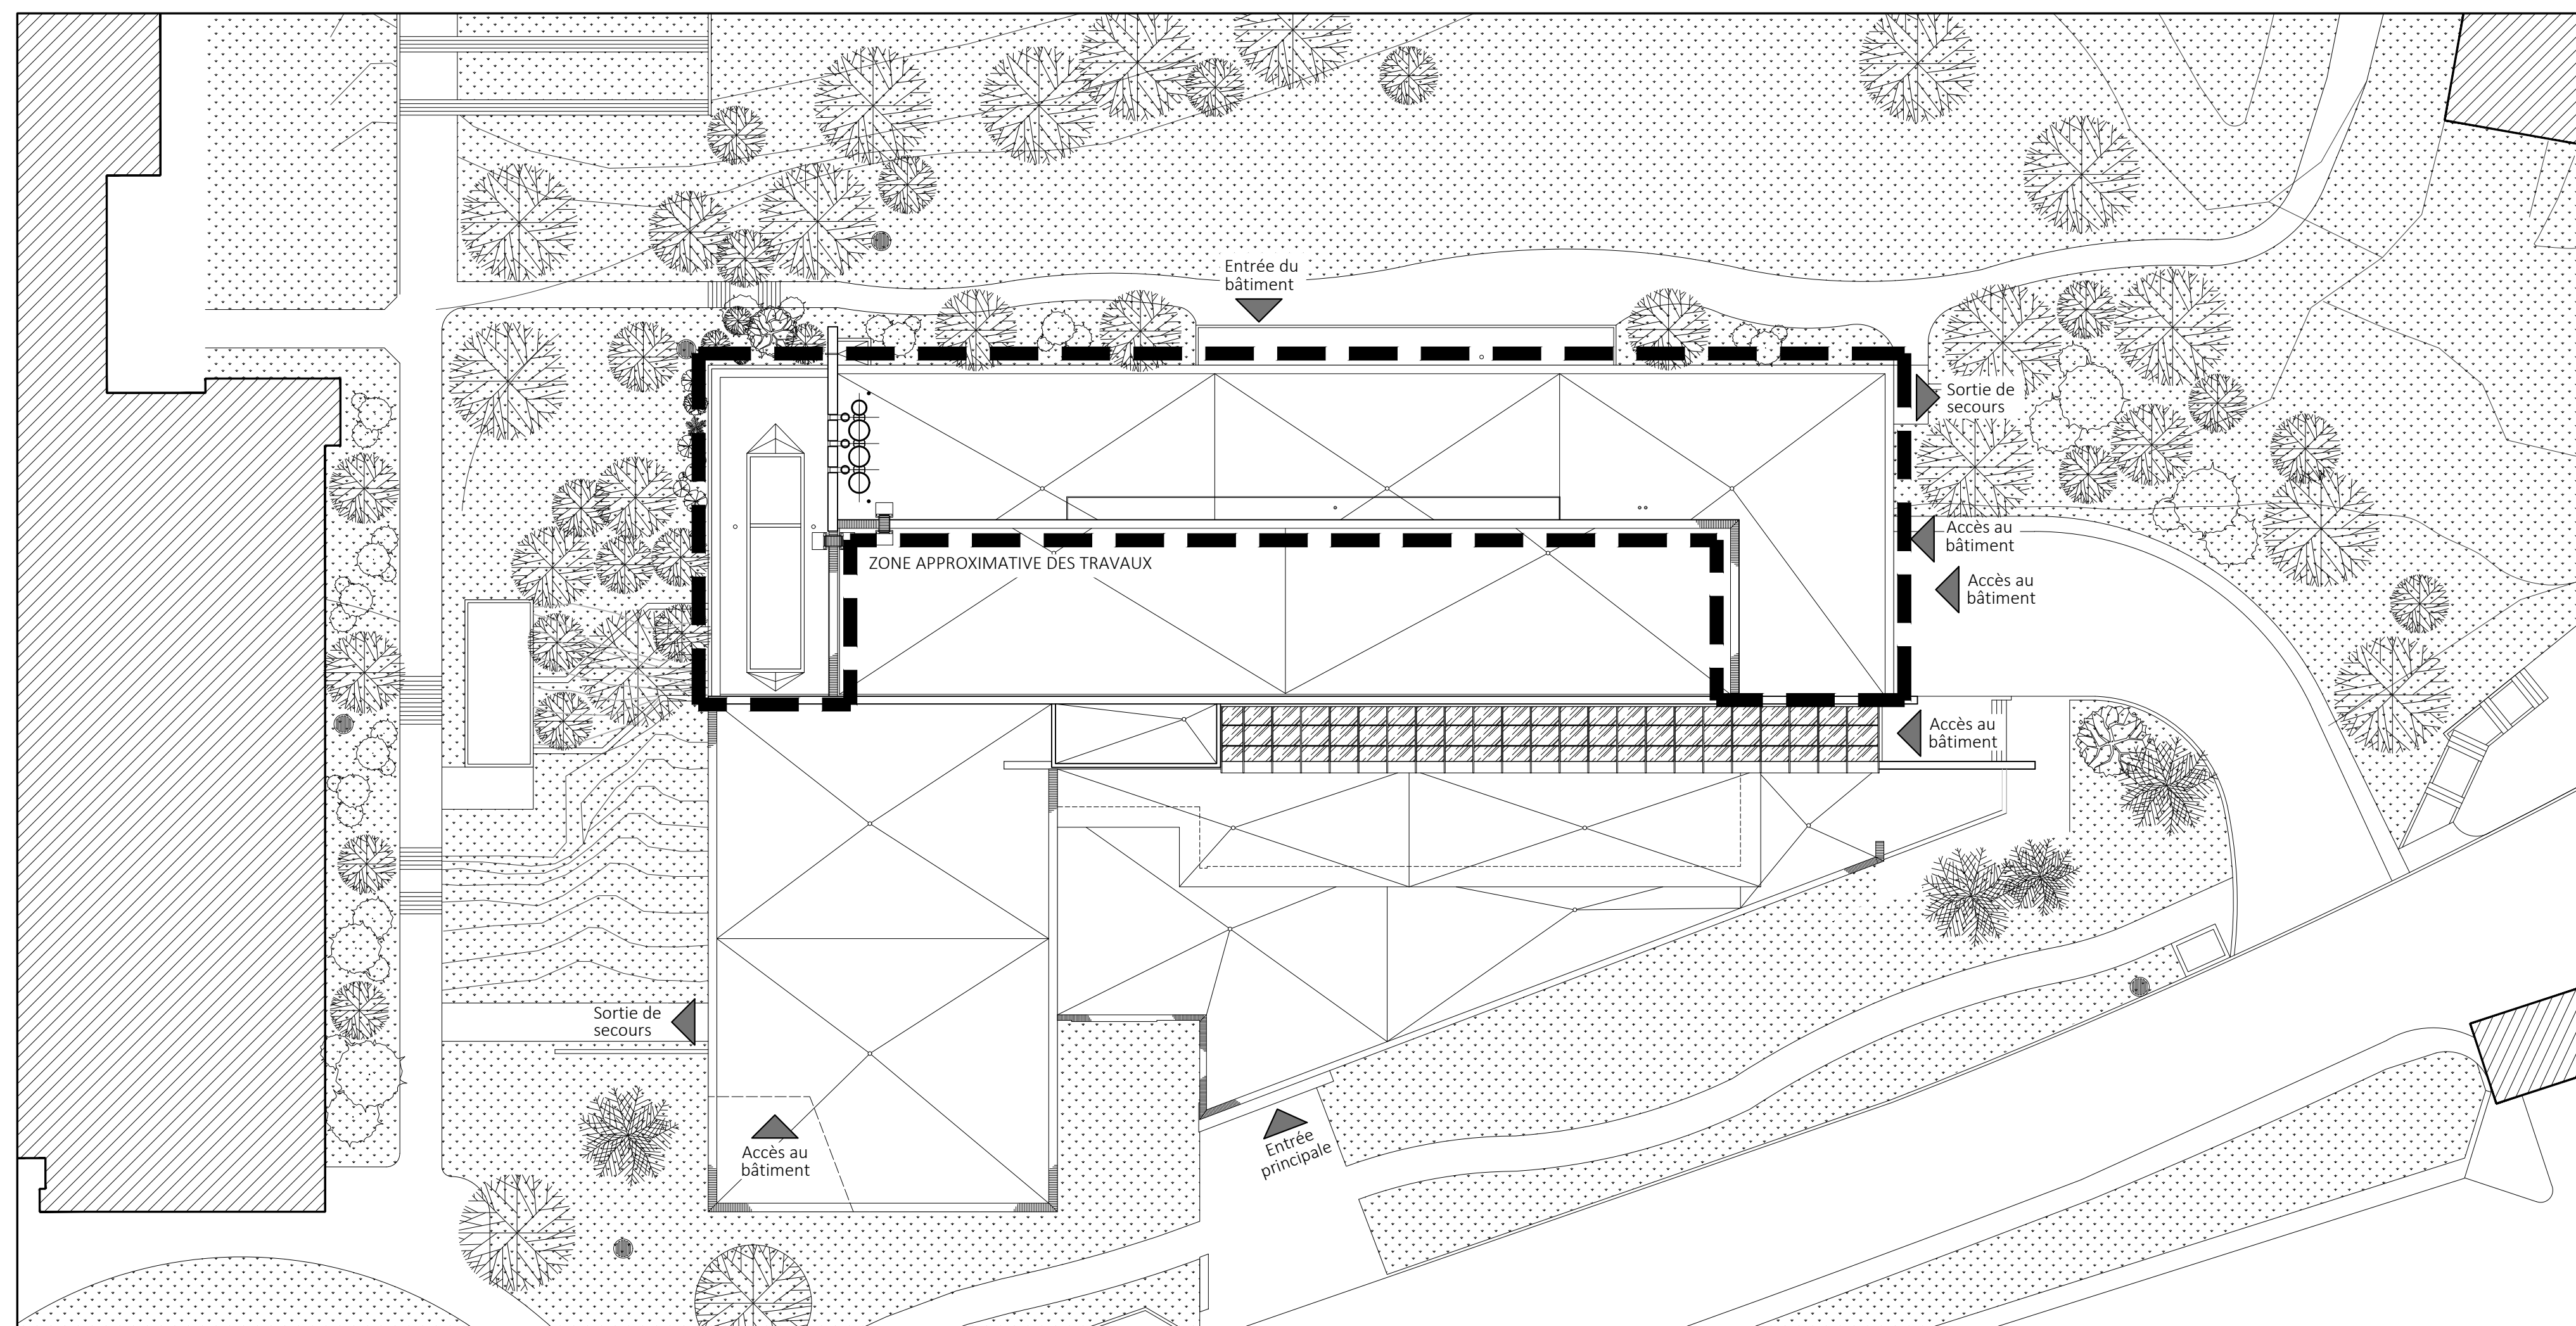 Entrée du
bâtiment
Sortie de
secours
Accès au
bâtiment
ZONE APPROXIMATIVE DES TRAVAUX
Accès au
bâtiment
Accès au
bâtiment
Sortie de
secours
Accès au
bâtiment
Entrée
principale